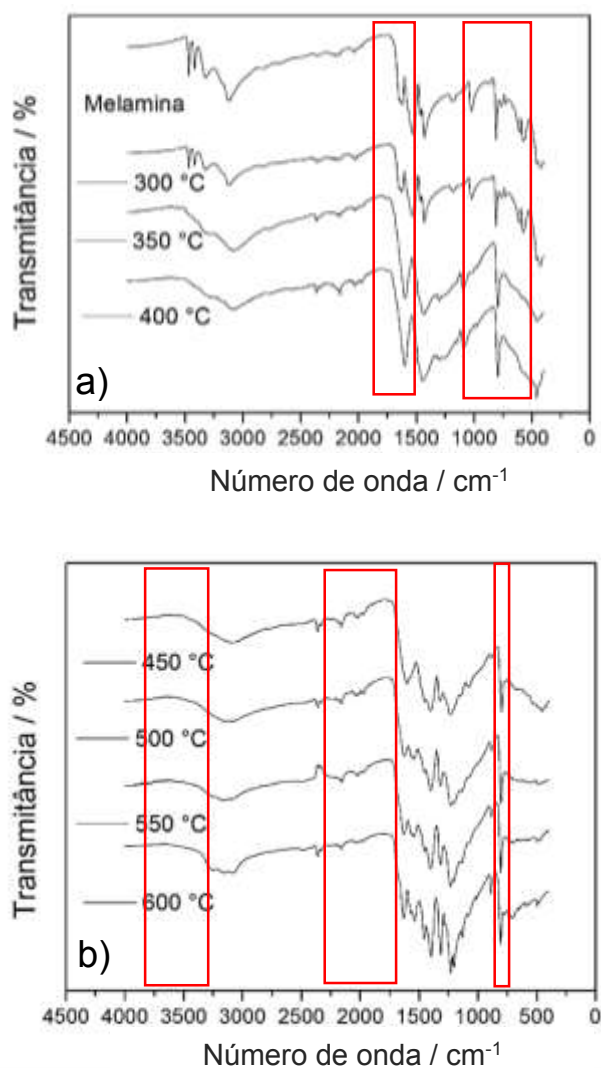 Transmitância / %
Melamina
300 °C
350 °C
400 °C
a)
4500 4000 3500 3000 2500 2000 1500 1000 500 0
Número de onda / cm-1
Transmitância / %
450 °C
500 °C
550 °C
600 °C
b)
4500 4000 3500 3000 2500 2000 1500 1000 500 0
Número de onda / cm-1